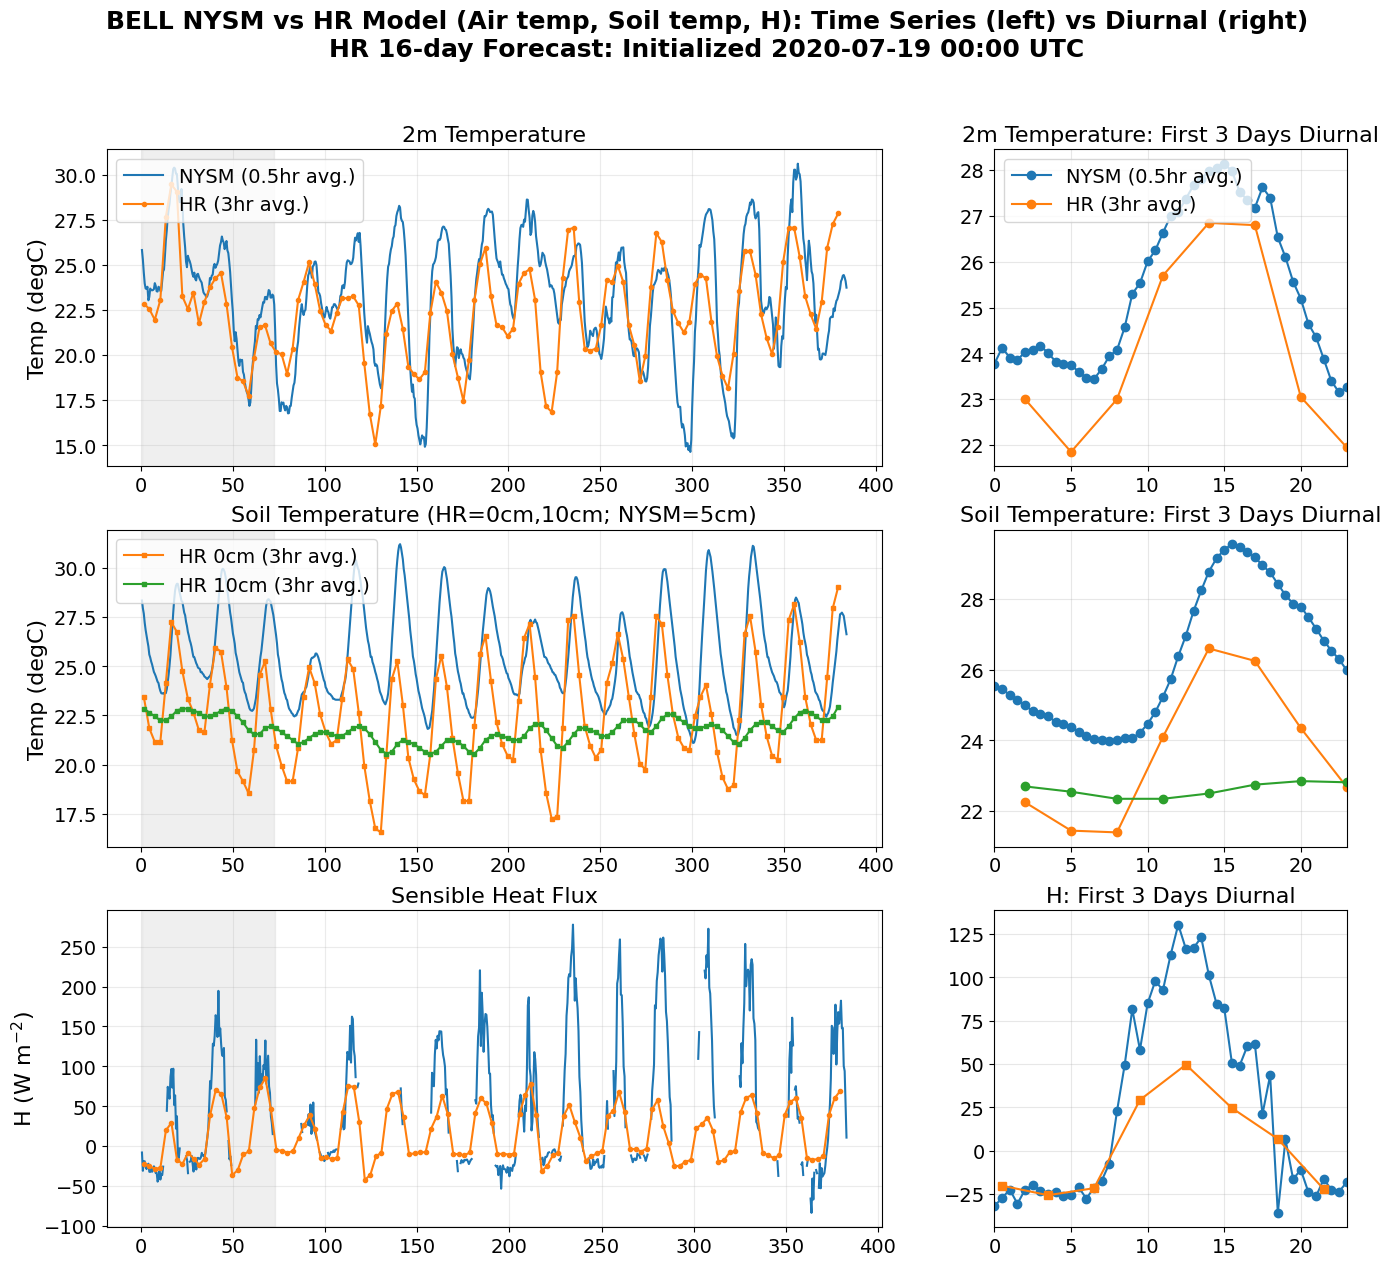 BELL NYSM vs HR Model (Air temp, Soil temp, H): Time Series (left) vs Diurnal (right)
HR 16-day Forecast: Initialized 2020-07-19 00:00 UTC
2m Temperature
Temp (degC)
30.0
27.5
25.0
22.5
20.0
17.5
15.0
NYSM (0.5hr avg.)
HR (3hr avg.)
0 50 100 150 200 250 300 350 400
2m Temperature: First 3 Days Diurnal
28
27
26
25
24
23
22
NYSM (0.5hr avg.)
HR (3hr avg.)
0 5 10 15 20
Soil Temperature (HR=0cm,10cm; NYSM=5cm)
Temp (degC)
30.0
27.5
25.0
22.5
20.0
17.5
HR 0cm (3hr avg.)
HR 10cm (3hr avg.)
0 50 100 150 200 250 300 350 400
Soil Temperature: First 3 Days Diurnal
28
26
24
22
0 5 10 15 20
Sensible Heat Flux
H (W m⁻²)
250
200
150
100
50
0
−50
−100
0 50 100 150 200 250 300 350 400
H: First 3 Days Diurnal
125
100
75
50
25
0
−25
0 5 10 15 20